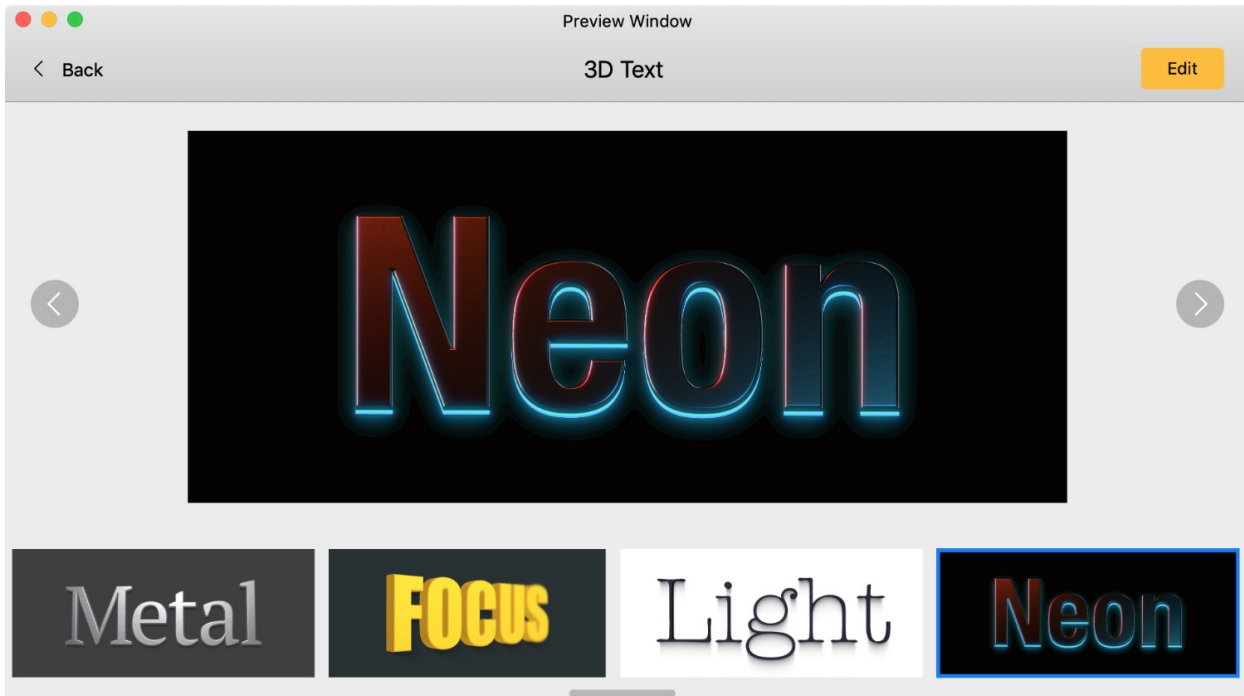 Preview Window
Back
3D Text
Edit
Neon
Metal
FOCUS
Light
Neon